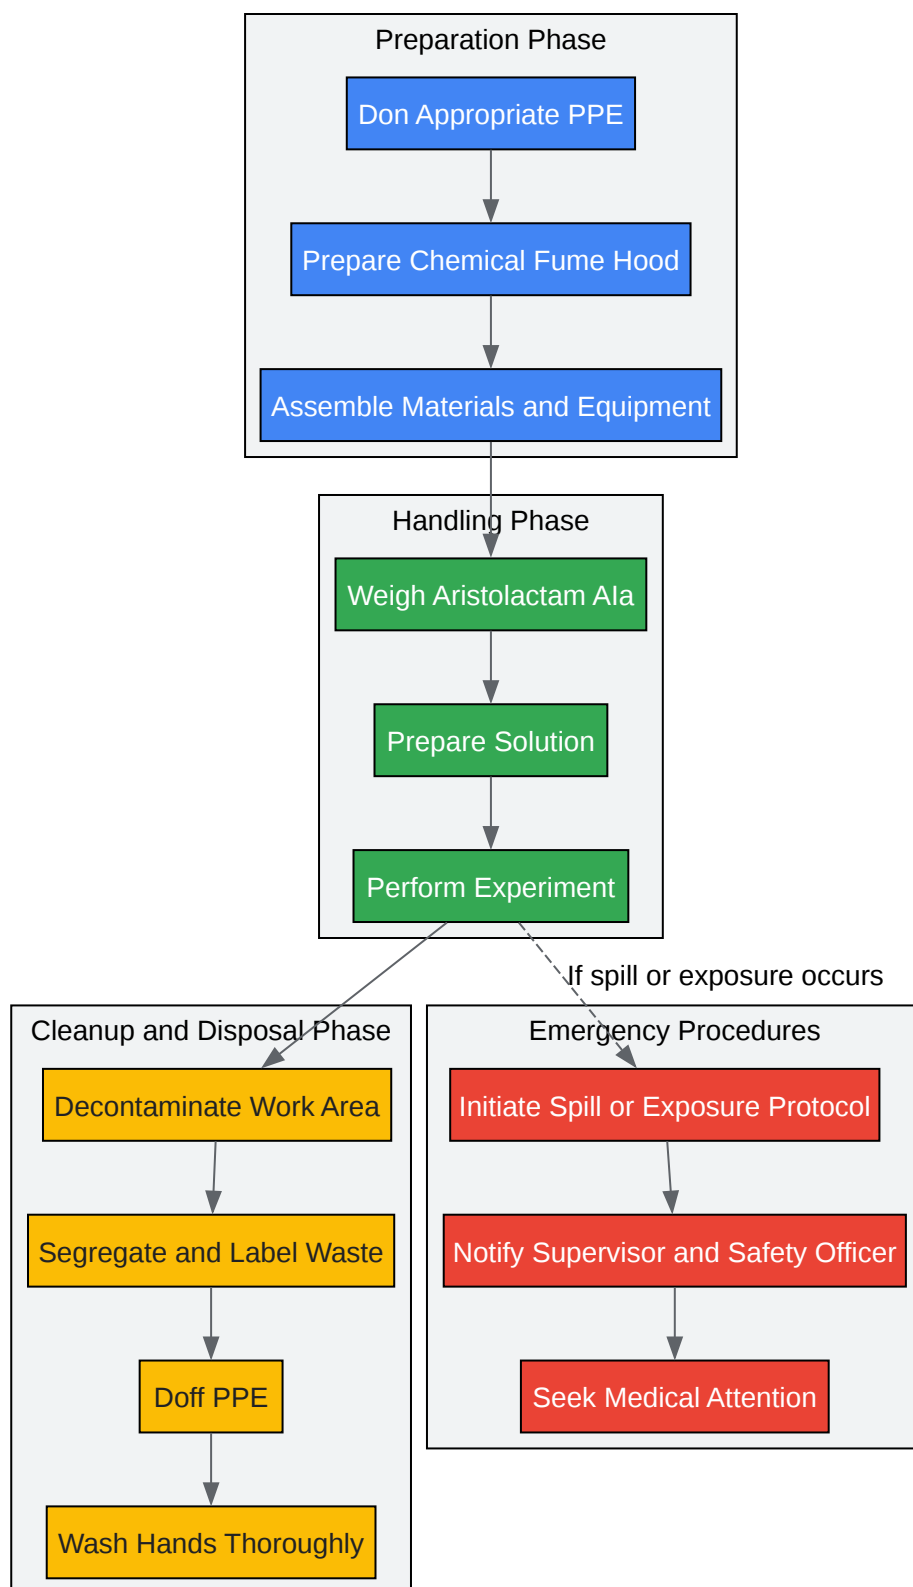 Preparation Phase
Don Appropriate PPE
Prepare Chemical Fume Hood
Assemble Materials and Equipment
Handling Phase
Weigh Aristolactam AIa
Prepare Solution
Perform Experiment
If spill or exposure occurs
Cleanup and Disposal Phase
Decontaminate Work Area
Segregate and Label Waste
Doff PPE
Wash Hands Thoroughly
Emergency Procedures
Initiate Spill or Exposure Protocol
Notify Supervisor and Safety Officer
Seek Medical Attention